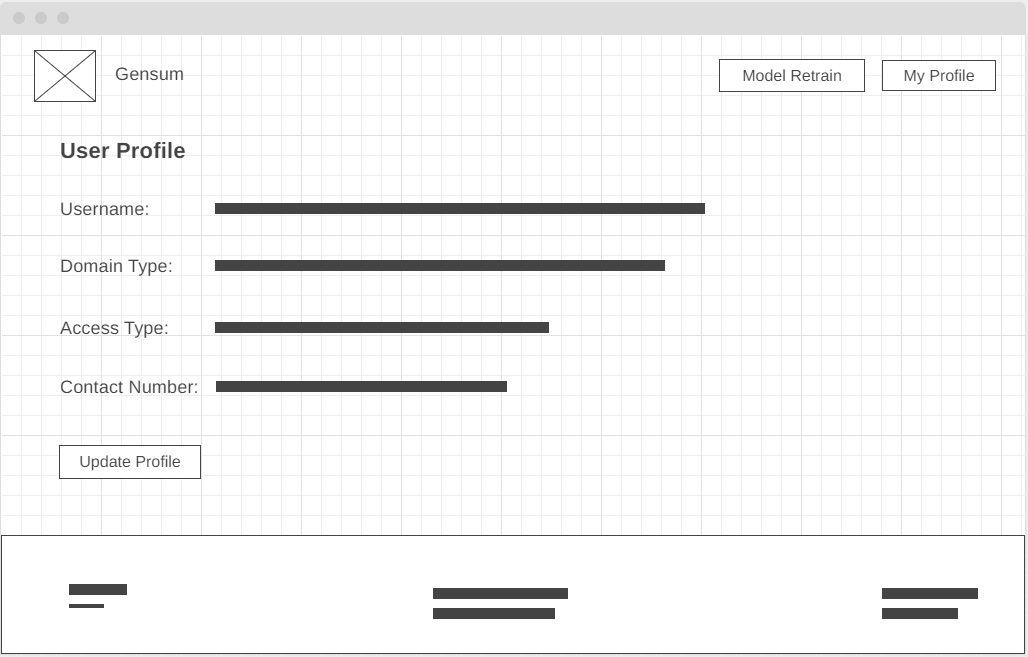 Gensum
Model Retrain
My Profile
User Profile
Username:
Domain Type:
Access Type:
Contact Number:
Update Profile